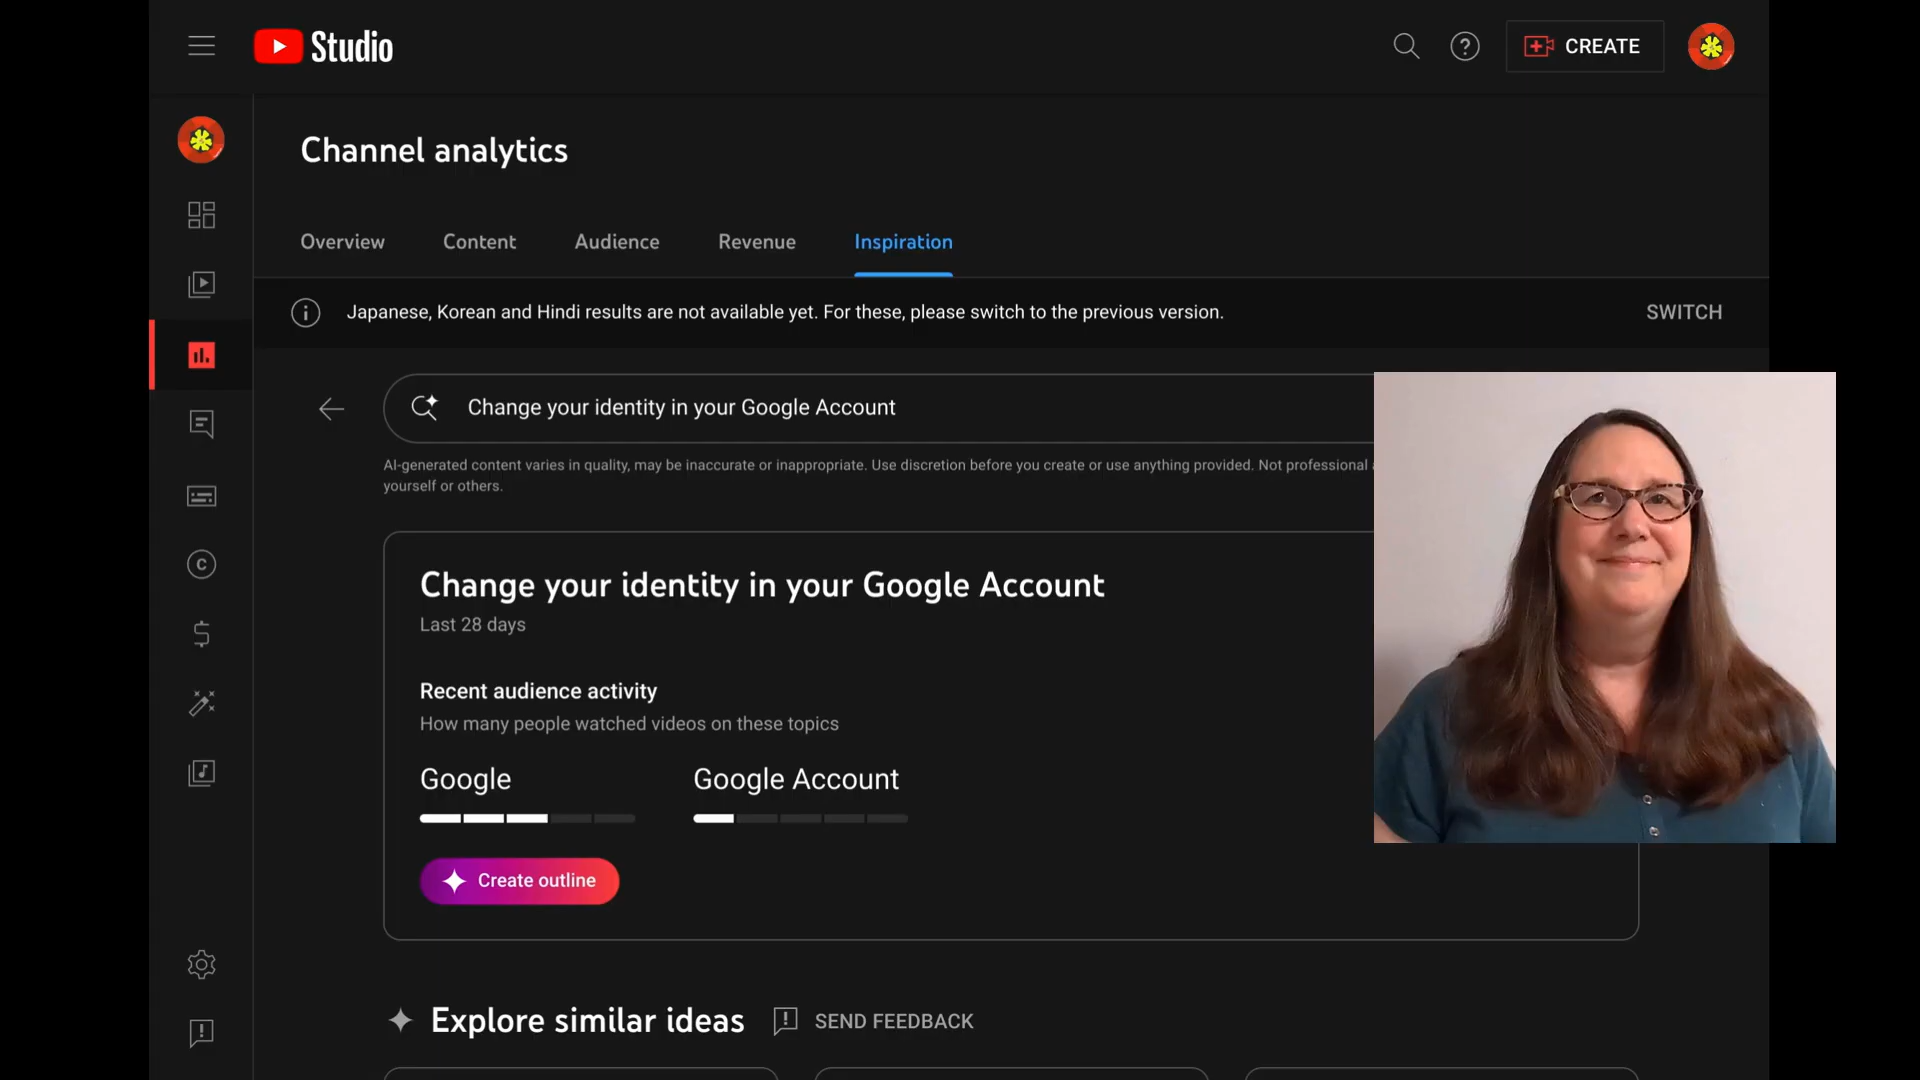 Studio
CREATE
Channel analytics
Overview
Content
Audience
Revenue
Inspiration
Japanese, Korean and Hindi results are not available yet. For these, please switch to the previous version.
SWITCH
Change your identity in your Google Account
AI-generated content varies in quality, may be inaccurate or inappropriate. Use discretion before you create or use anything provided. Not professional
yourself or others.
Change your identity in your Google Account
Last 28 days
Recent audience activity
How many people watched videos on these topics
Google
Google Account
Create outline
Explore similar ideas
SEND FEEDBACK